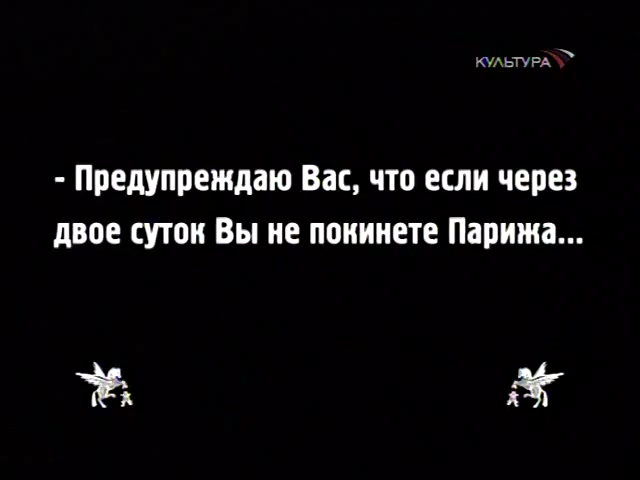 КУЛЬТУРА
- Предупреждаю Вас, что если через
двое суток Вы не покинете Парижа...